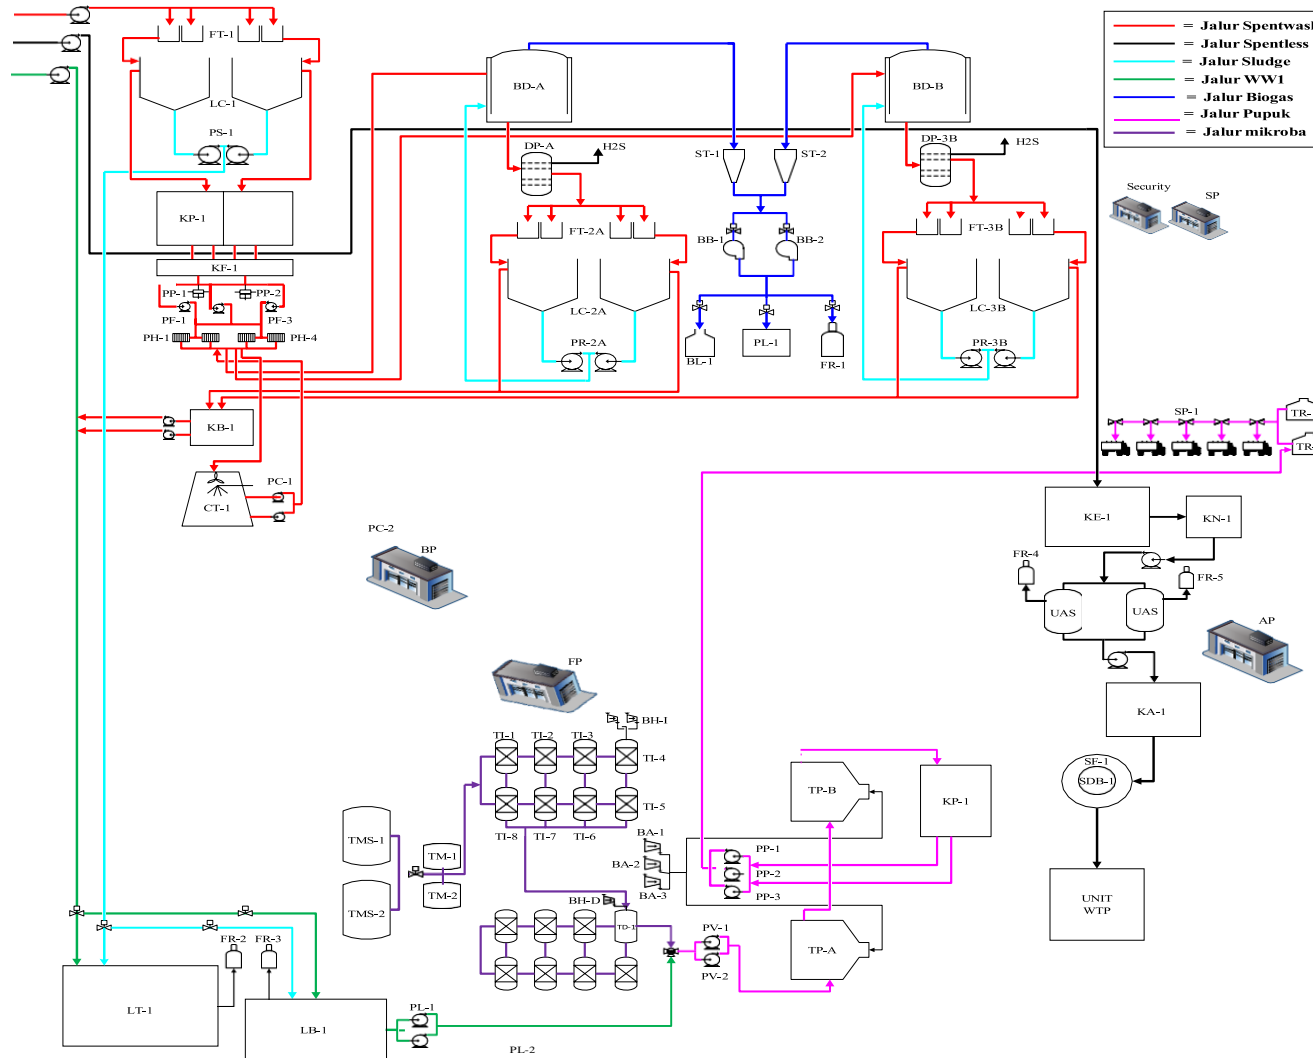 = Jalur Spentwash
= Jalur Spentless
= Jalur Sludge
= Jalur WW1
= Jalur Biogas
= Jalur Pupuk
= Jalur mikroba
FT-1
LC-1
PS-1
KP-1
KF-1
PP-1
PP-2
PF-1
PF-3
PH-1
PH-4
KB-1
PC-1
CT-1
BD-A
DP-A
H2S
FT-2A
LC-2A
PR-2A
ST-1
ST-2
BB-1
BB-2
BL-1
PL-1
FR-1
BD-B
DP-3B
H2S
FT-3B
LC-3B
PR-3B
Security
SP
SP-1
TR-
TR-
KE-1
KN-1
FR-4
FR-5
UAS
UAS
AP
KA-1
SF-1
SDB-1
UNIT
WTP
PC-2
BP
FP
BH-I
TI-1
TI-2
TI-3
TI-4
TI-5
TI-8
TI-7
TI-6
TMS-1
TMS-2
TM-1
TM-2
BH-D
TD-1
BA-1
BA-2
BA-3
PP-1
PP-2
PP-3
TP-B
KP-1
TP-A
PV-1
PV-2
FR-2
FR-3
LT-1
LB-1
PL-1
PL-2